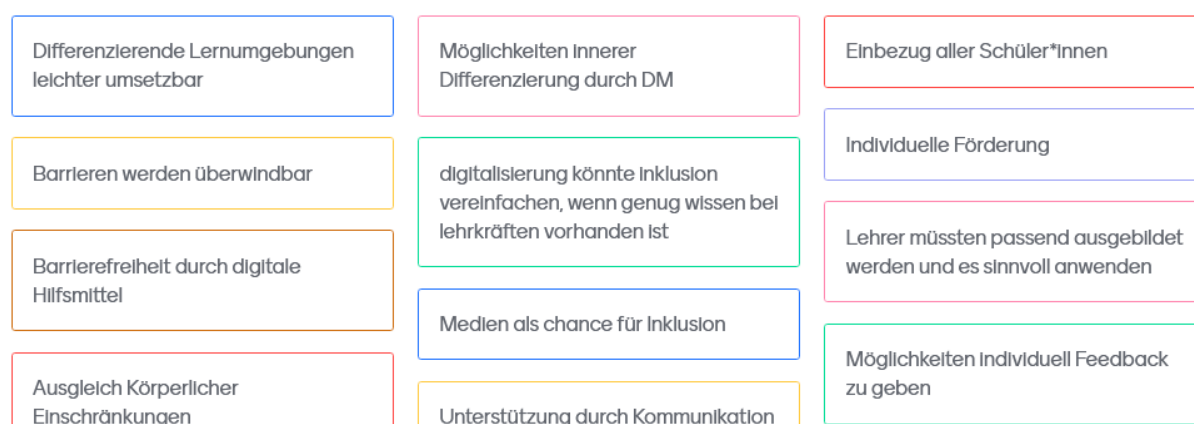 Differenzierende Lernumgebungen
leichter umsetzbar
Barrieren werden überwindbar
Barrierefreiheit durch digitale
Hilfsmittel
Ausgleich Körperlicher
Einschränkungen
Möglichkeiten innerer
Differenzierung durch DM
digitalisierung könnte inklusion
vereinfachen, wenn genug wissen bei
lehrkräften vorhanden ist
Medien als chance für Inklusion
Unterstützung durch Kommunikation
Einbezug aller Schüler*innen
Individuelle Förderung
Lehrer müssten passend ausgebildet
werden und es sinnvoll anwenden
Möglichkeiten individuell Feedback
zu geben